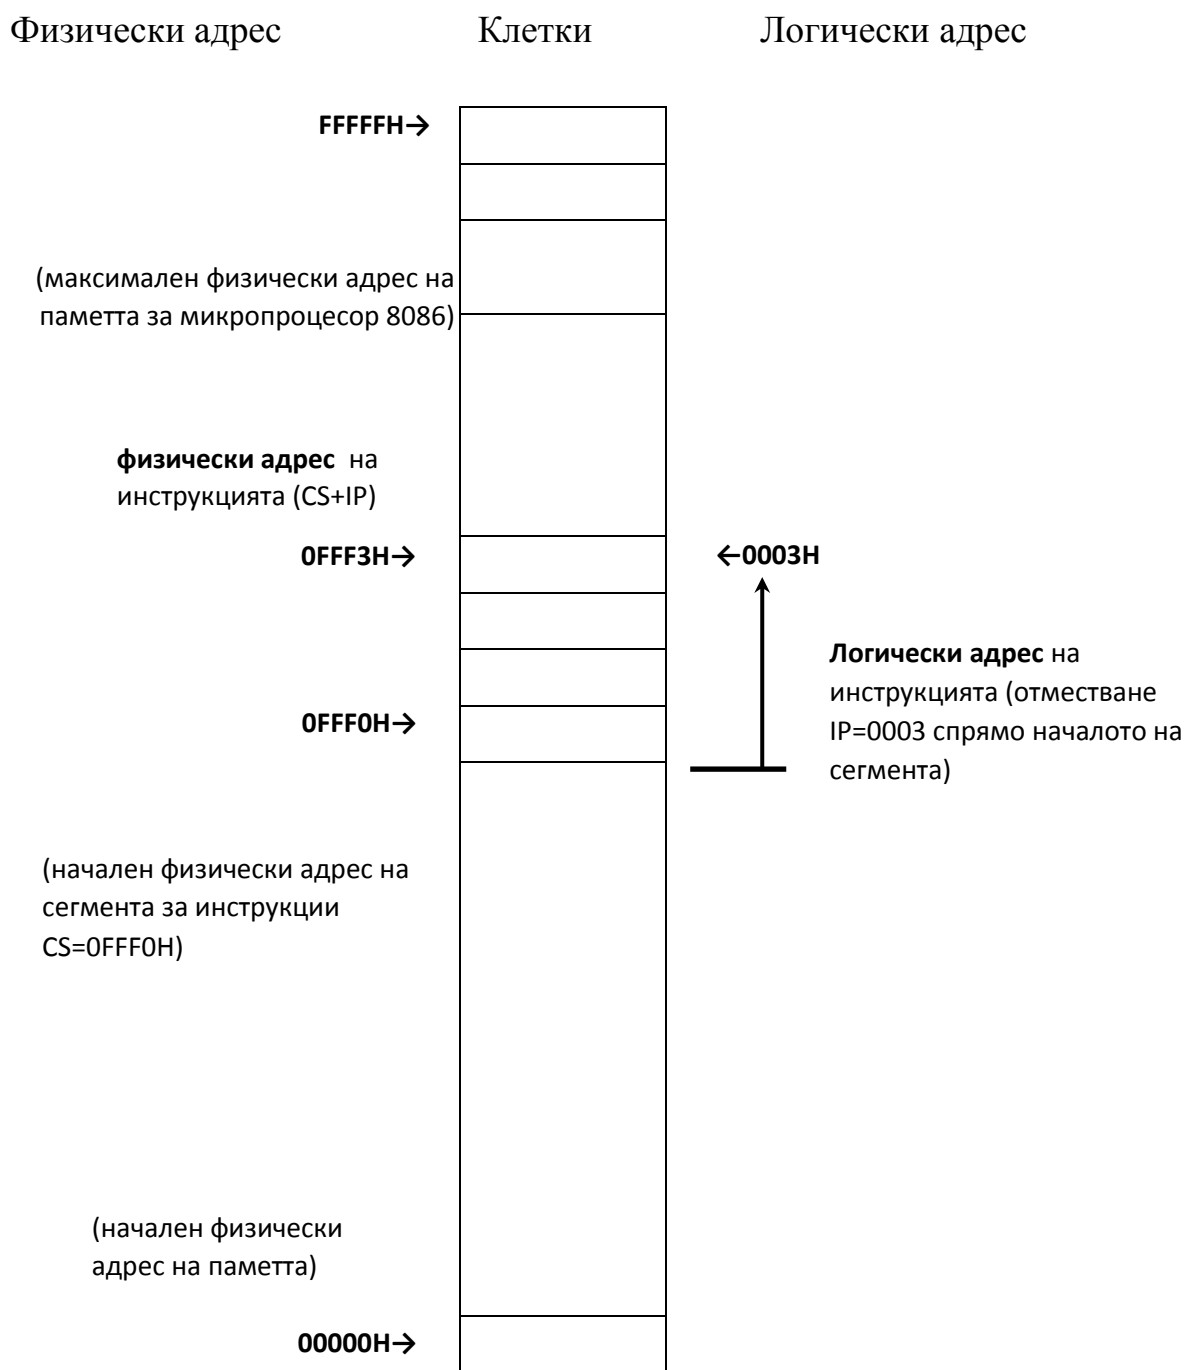 Физически адрес Клетки Логически адрес
FFFFFH→
(максимален физически адрес на
паметта за микропроцесор 8086)
физически адрес на
инструкцията (CS+IP)
0FFF3H→
←0003H
Логически адрес на
инструкцията (отместване
IP=0003 спрямо началото на
сегмента)
0FFF0H→
(начален физически адрес на
сегмента за инструкции
CS=0FFF0H)
(начален физически
адрес на паметта)
00000H→